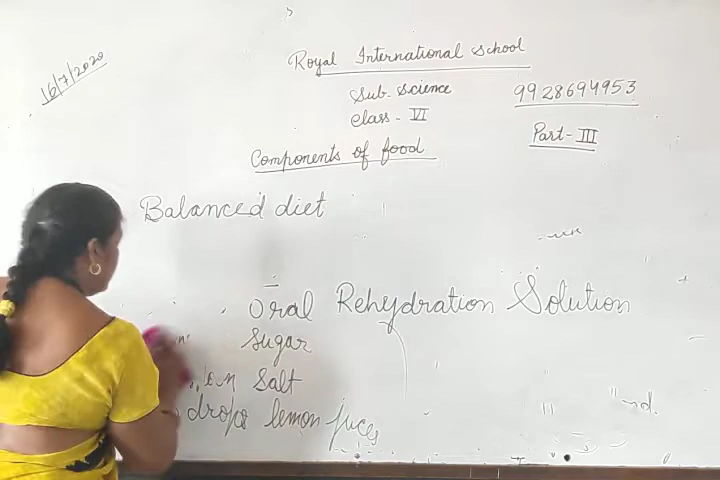 16/7/2020
Royal International school
Sub- science 9928694953
Class - VI
Part - III
Components of food
Balanced diet
Oral Rehydration Solution
Sugar
Salt
drops lemon juce